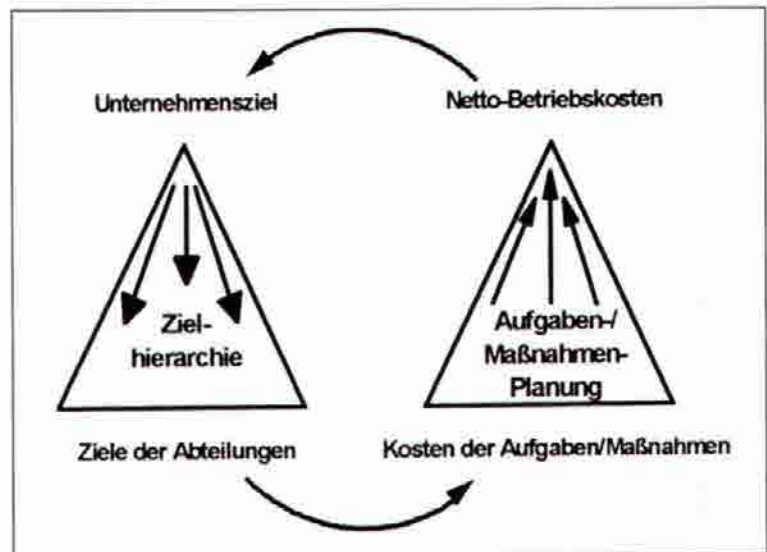 Unternehmensziel
Netto-Betriebskosten
Ziel-
hierarchie
Aufgaben-/
Maßnahmen-
Planung
Ziele der Abteilungen
Kosten der Aufgaben/Maßnahmen